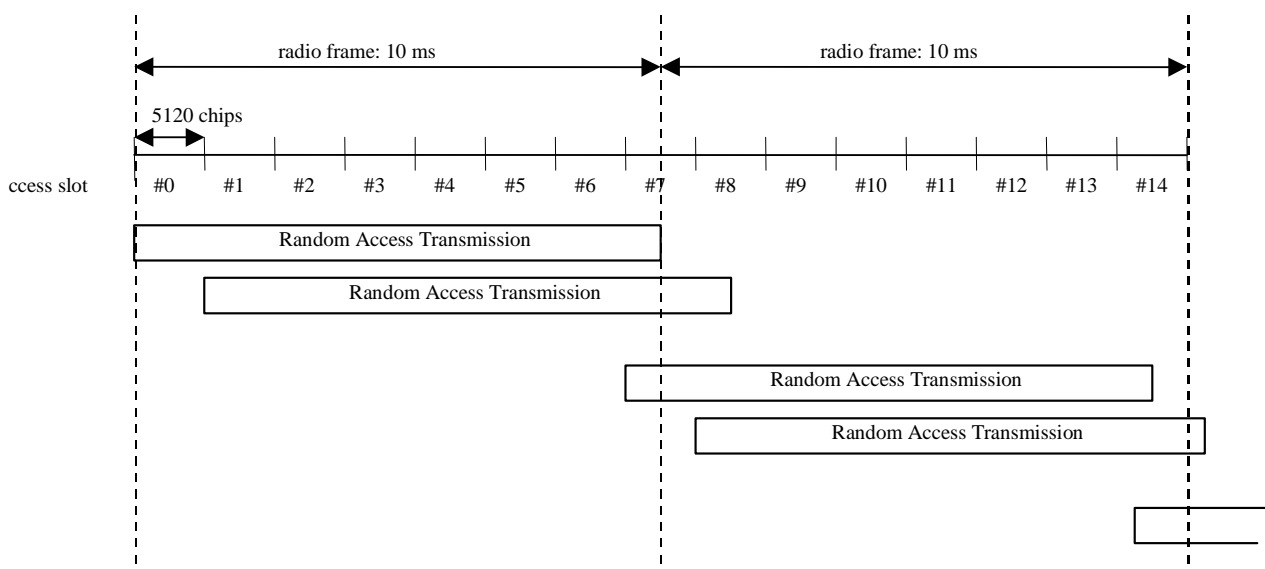 radio frame: 10 ms radio frame: 10 ms
5120 chips
ccess slot #0 #1 #2 #3 #4 #5 #6 #7 #8 #9 #10 #11 #12 #13 #14
Random Access Transmission
Random Access Transmission
Random Access Transmission
Random Access Transmission